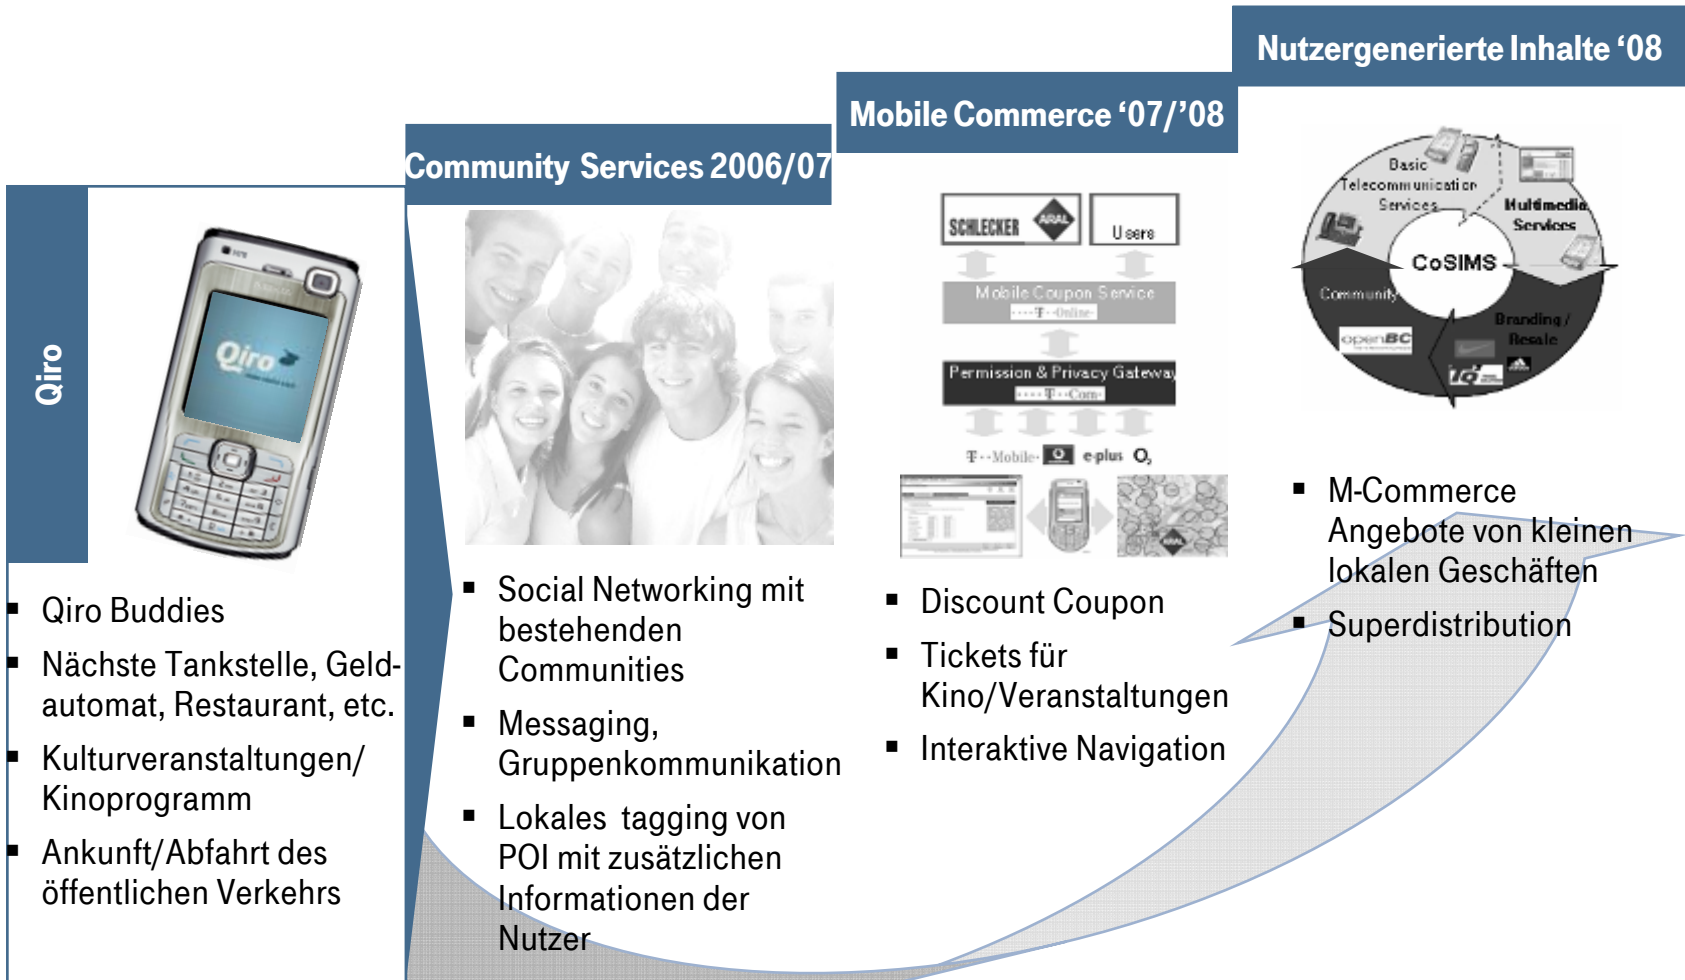 Nutzergenerierte Inhalte ‘08
Mobile Commerce ‘07/’08
Community Services 2006/07
Qiro
Qiro
▪ Qiro Buddies
▪ Nächste Tankstelle, Geld-
automat, Restaurant, etc.
▪ Kulturveranstaltungen/
Kinoprogramm
▪ Ankunft/Abfahrt des
öffentlichen Verkehrs
▪ Social Networking mit
bestehenden
Communities
▪ Messaging,
Gruppenkommunikation
▪ Lokales tagging von
POI mit zusätzlichen
Informationen der
Nutzer
SCHLECKER
ARAL
Users
Mobile Coupon Service
····T··Online·
Permission & Privacy Gateway
····T··Com·
T··Mobile·
e-plus
O₂
ARAL
▪ Discount Coupon
▪ Tickets für
Kino/Veranstaltungen
▪ Interaktive Navigation
Basic
Telecommunication
Services
Multimedia
Services
CoSIMS
Community
openBC
Branding /
Resale
adidas
▪ M-Commerce
Angebote von kleinen
lokalen Geschäften
▪ Superdistribution